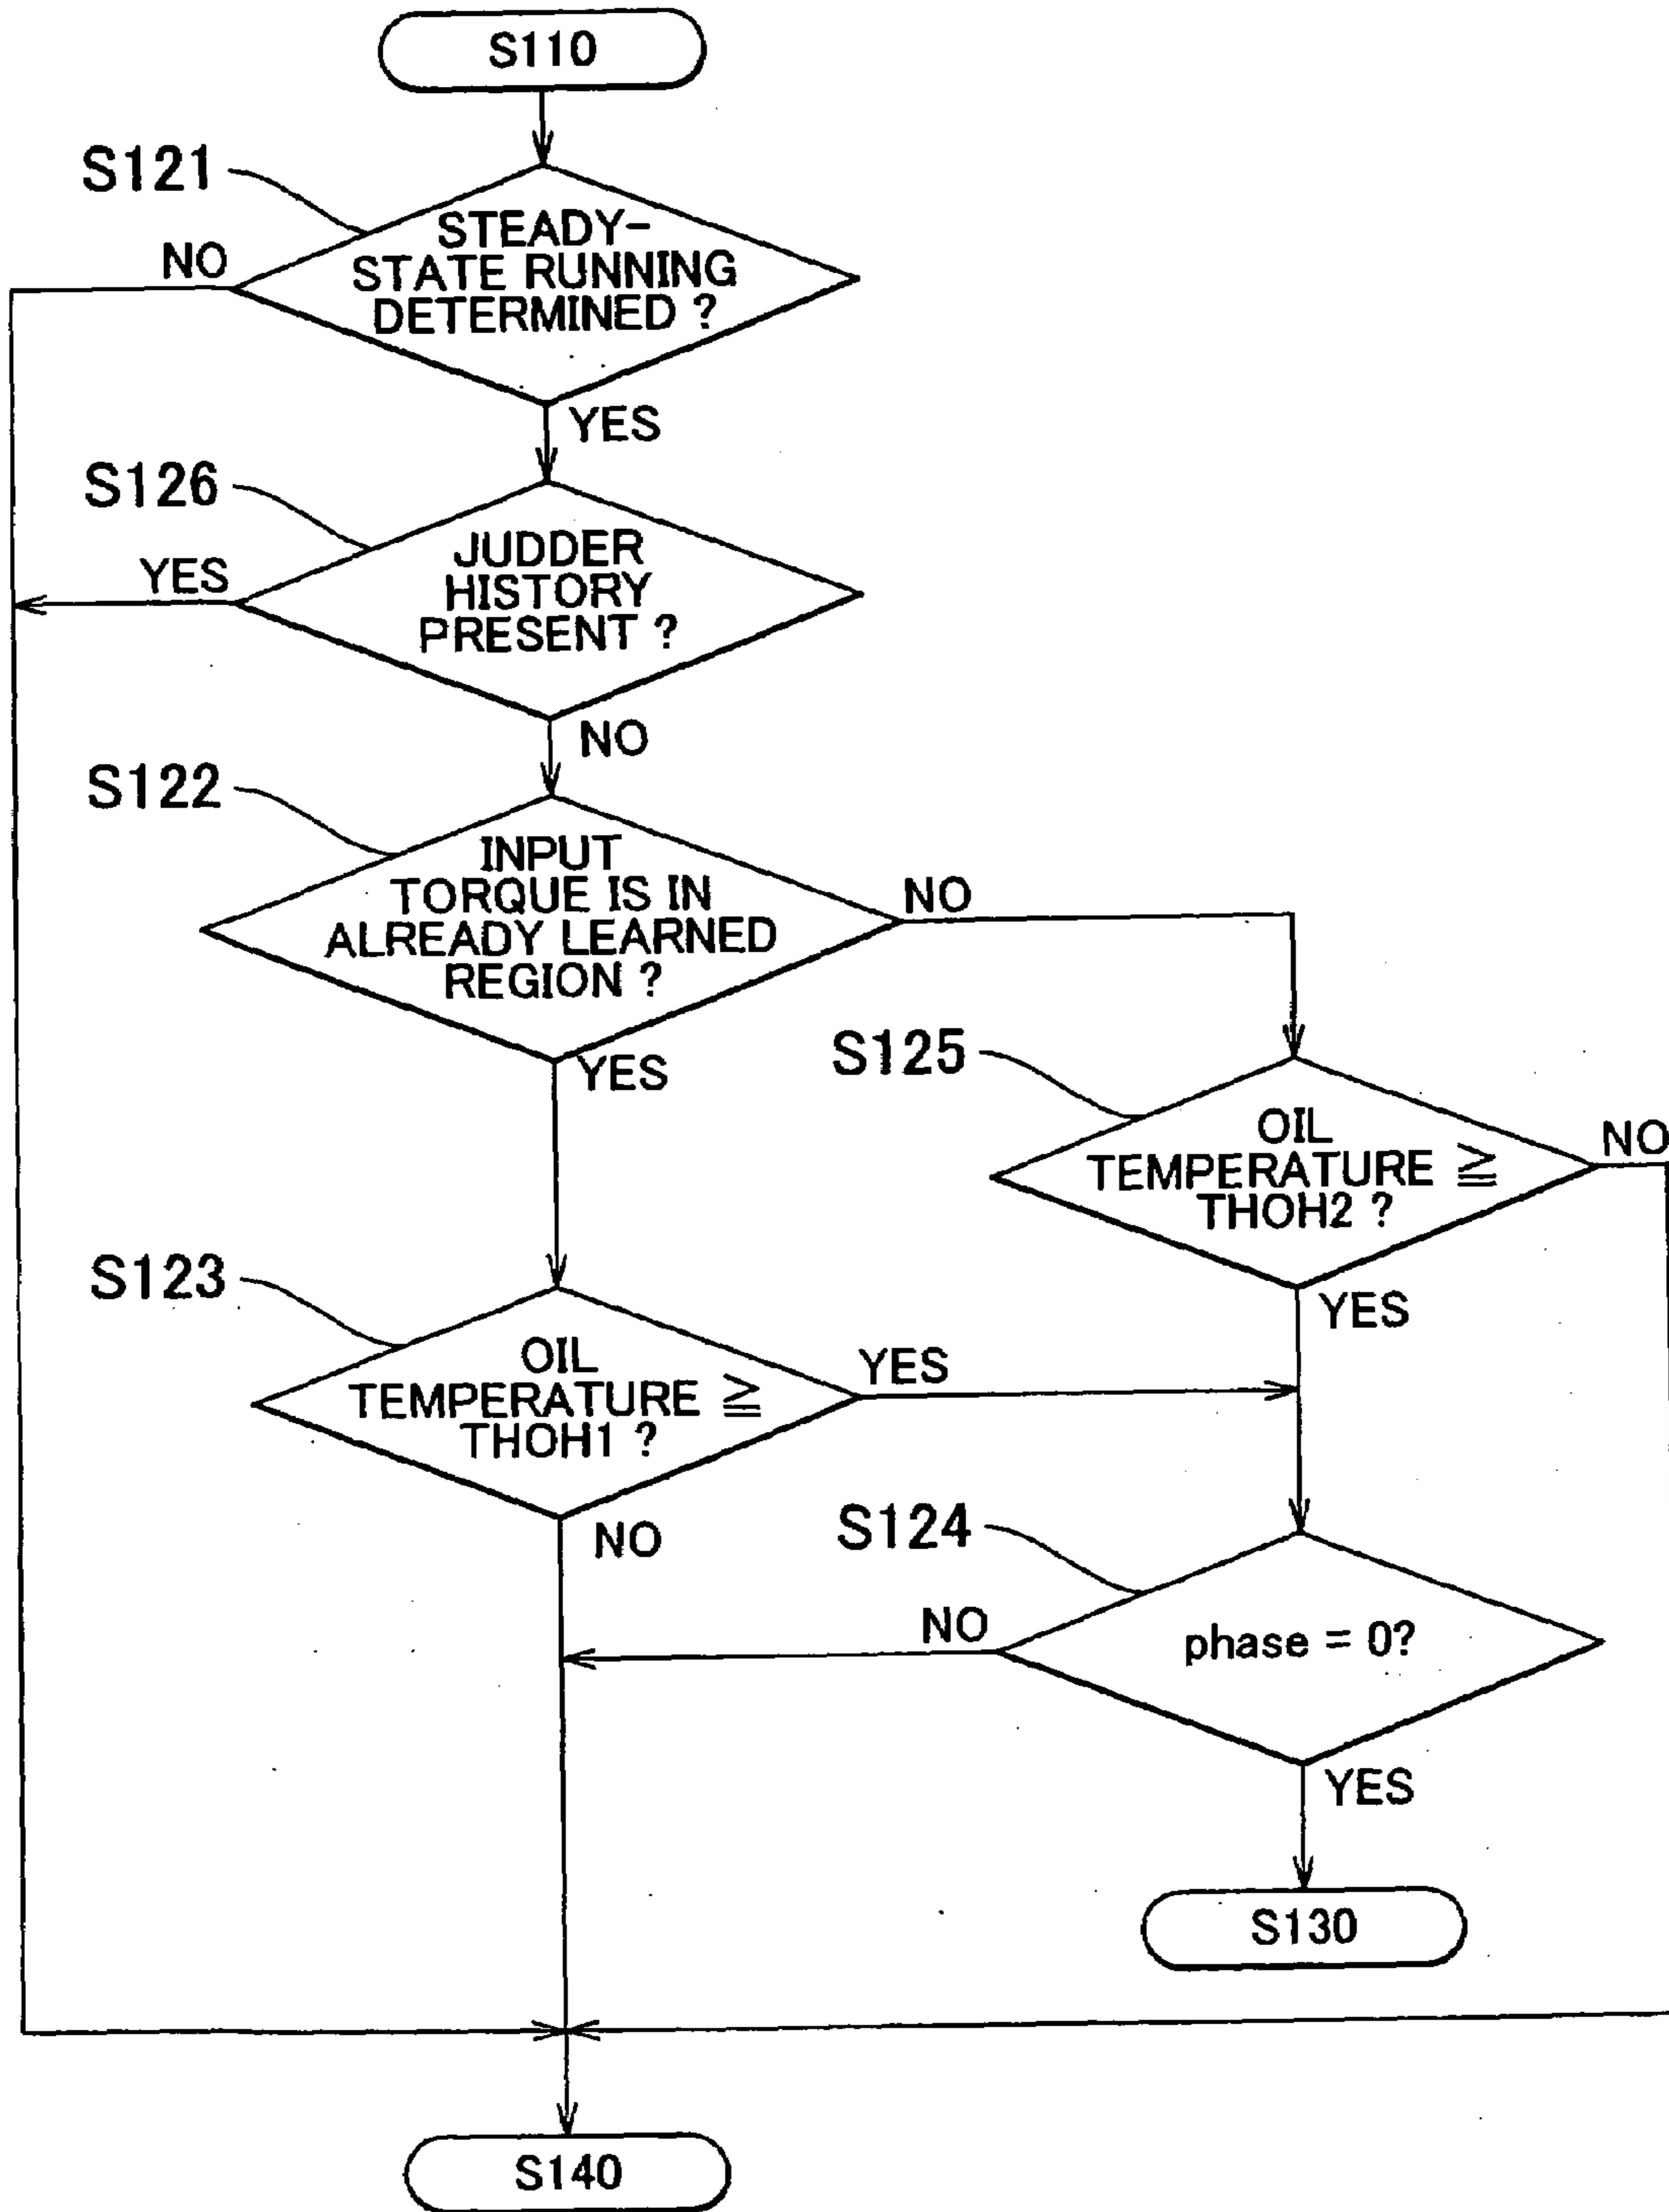 S110
S121
STEADY-
STATE RUNNING
DETERMINED ?
NO
YES
S126
JUDDER
HISTORY
PRESENT ?
YES
NO
S122
INPUT
TORQUE IS IN
ALREADY LEARNED
REGION ?
NO
YES
S125
OIL
TEMPERATURE ≧
THOH2 ?
NO
YES
S123
OIL
TEMPERATURE ≧
THOH1 ?
YES
NO
S124
phase = 0?
NO
YES
S130
S140